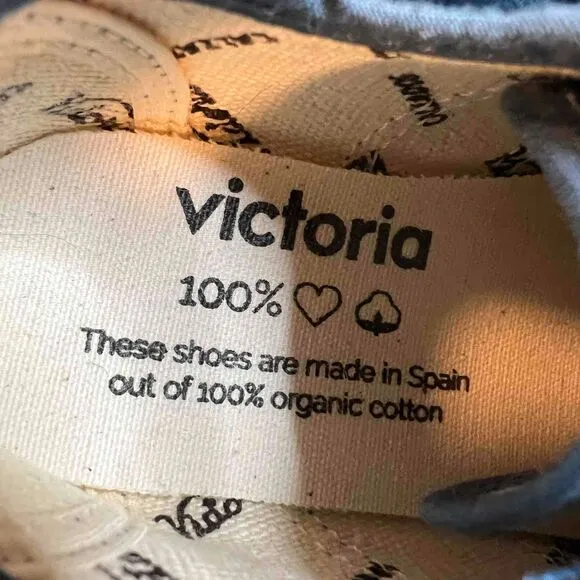 victoria
100%
These shoes are made in Spain
out of 100% organic cotton